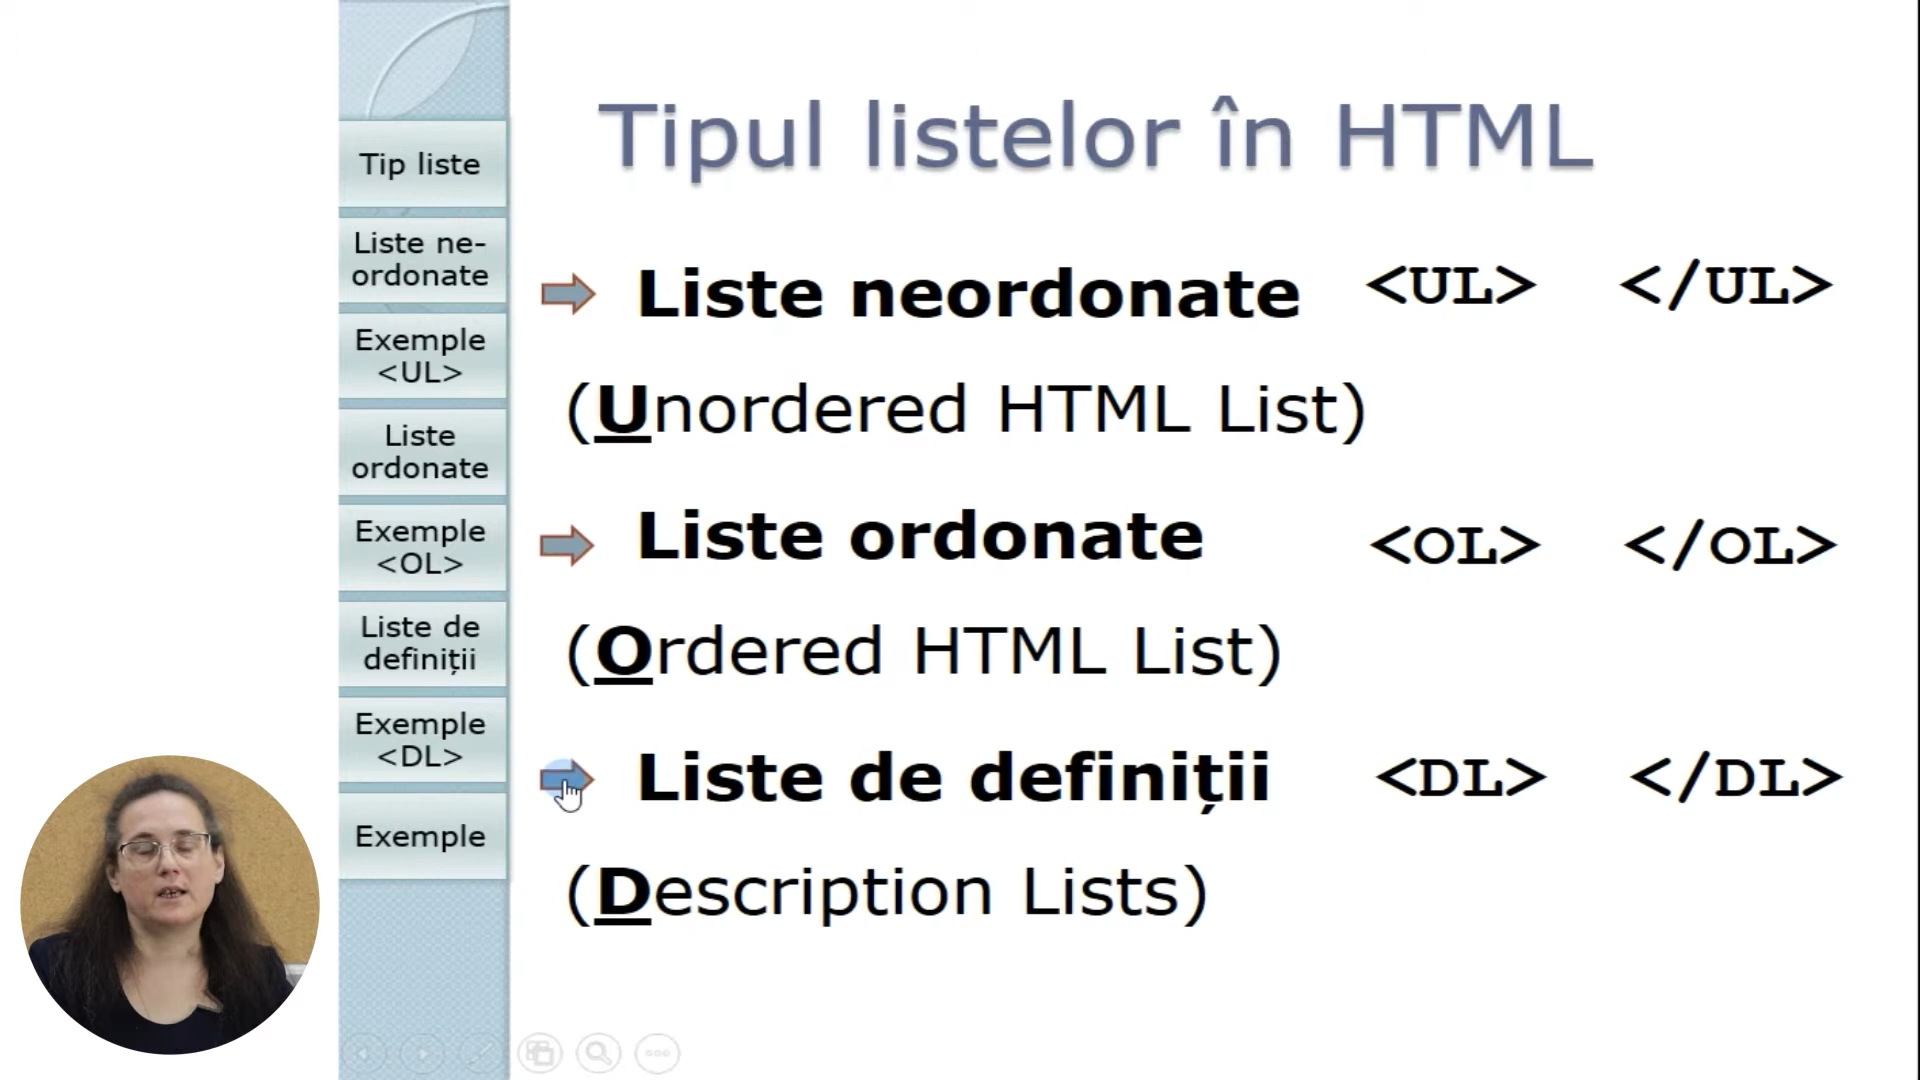 Tip liste
Liste ne-
ordonate
Exemple
<UL>
Liste
ordonate
Exemple
<OL>
Liste de
definiții
Exemple
<DL>
Exemple
Tipul listelor în HTML
Liste neordonate <UL> </UL>
(Unordered HTML List)
Liste ordonate <OL> </OL>
(Ordered HTML List)
Liste de definiții <DL> </DL>
(Description Lists)